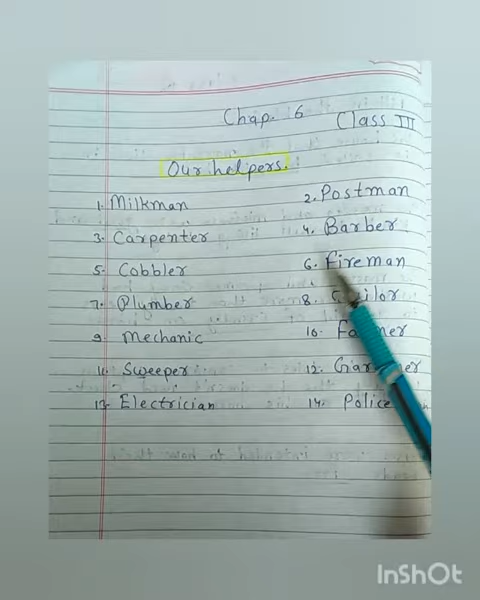 Chap. 6 Class III
Our helpers.
1. Milkman 2. Postman
3. Carpenter 4. Barber
5. Cobbler 6. Fireman
7. Plumber 8.
9. Mechanic 10.
11. Sweeper 12.
13. Electrician 14. Police
InShOt